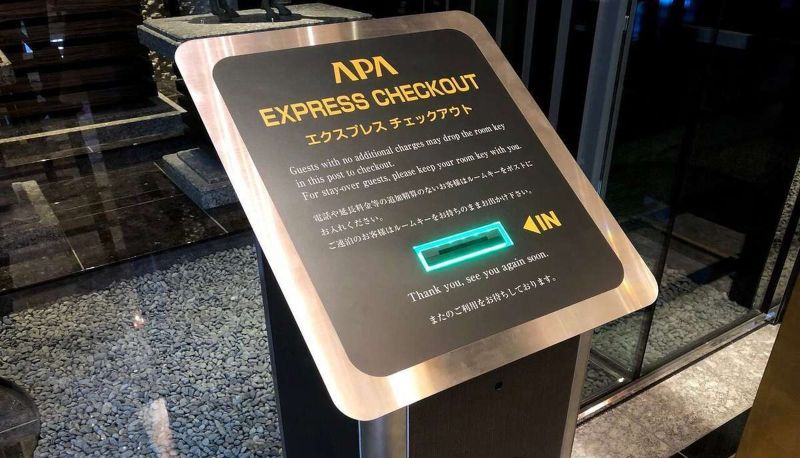 APA
EXPRESS CHECKOUT
エクスプレス チェックアウト
Guests with no additional charges may drop the room key
in this post to checkout.
For stay-over guests, please keep your room key with you.
電話や延長料金等の追加精算のないお客様はルームキーをポストに
お入れください。
ご連泊のお客様はルームキーをお持ちのままお出掛け下さい。
IN
Thank you, see you again soon.
またのご利用をお待ちしております。